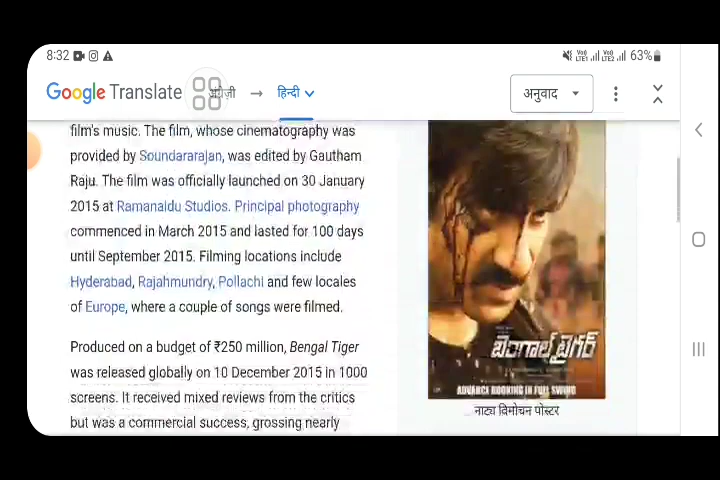 8:32
63%
Google Translate
अंग्रेज़ी → हिन्दी
अनुवाद
film's music. The film, whose cinematography was
provided by Soundararajan, was edited by Gautham
Raju. The film was officially launched on 30 January
2015 at Ramanaidu Studios. Principal photography
commenced in March 2015 and lasted for 100 days
until September 2015. Filming locations include
Hyderabad, Rajahmundry, Pollachi and few locales
of Europe, where a couple of songs were filmed.
Produced on a budget of ₹250 million, Bengal Tiger
was released globally on 10 December 2015 in 1000
screens. It received mixed reviews from the critics
but was a commercial success, grossing nearly
బెంగాల్ టైగర్
ADVANCE BOOKING IN FULL SWING
नाट्य विमोचन पोस्टर